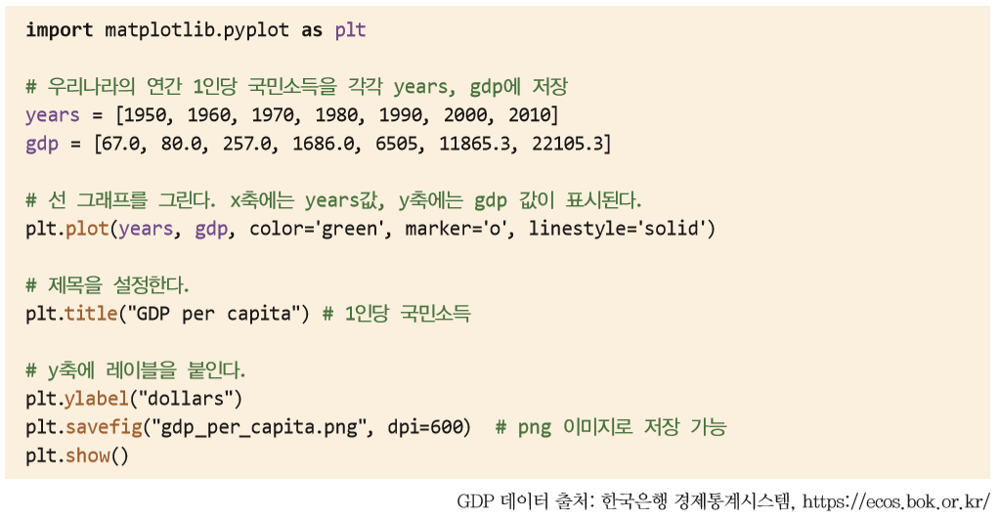 import matplotlib.pyplot as plt
# 우리나라의 연간 1인당 국민소득을 각각 years, gdp에 저장
years = [1950, 1960, 1970, 1980, 1990, 2000, 2010]
gdp = [67.0, 80.0, 257.0, 1686.0, 6505, 11865.3, 22105.3]
# 선 그래프를 그린다. x축에는 years값, y축에는 gdp 값이 표시된다.
plt.plot(years, gdp, color='green', marker='o', linestyle='solid')
# 제목을 설정한다.
plt.title("GDP per capita") # 1인당 국민소득
# y축에 레이블을 붙인다.
plt.ylabel("dollars")
plt.savefig("gdp_per_capita.png", dpi=600) # png 이미지로 저장 가능
plt.show()
GDP 데이터 출처: 한국은행 경제통계시스템, https://ecos.bok.or.kr/